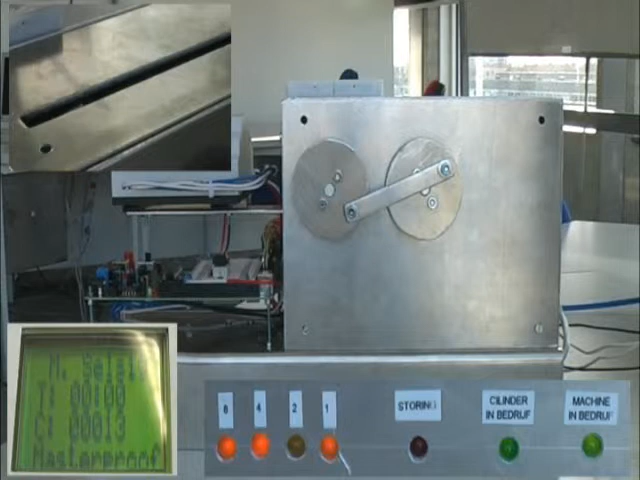 T: 00:00
C: 00013
Masterproof
8
4
2
1
STORING
CILINDER
IN BEDRIJF
MACHINE
IN BEDRIJF